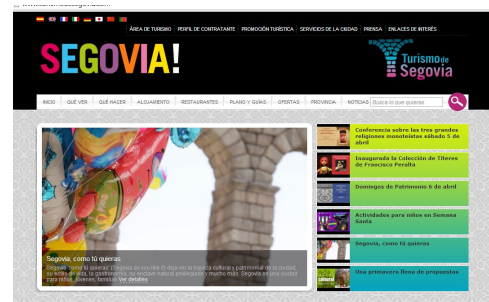 ÁREA DE TURISMO PERFIL DE CONTRATANTE PROMOCIÓN TURÍSTICA SERVICIOS DE LA CIUDAD PRENSA ENLACES DE INTERÉS
SEGOVIA!
Turismo de
Segovia
INICIO QUÉ VER QUÉ HACER ALOJAMIENTO RESTAURANTES PLANO Y GUÍAS OFERTAS PROVINCIA NOTICIAS Busca lo que quieras
Conferencia sobre las tres grandes
religiones monoteístas sábado 5 de
abril
Inaugurada la Colección de Títeres
de Francisco Peralta
Domingos de Patrimonio 6 de abril
Actividades para niños en Semana
Santa
Segovia, como tú quieras
Una primavera llena de propuestas
Segovia, como tú quieras
para niños, jóvenes, familias Ver detalles